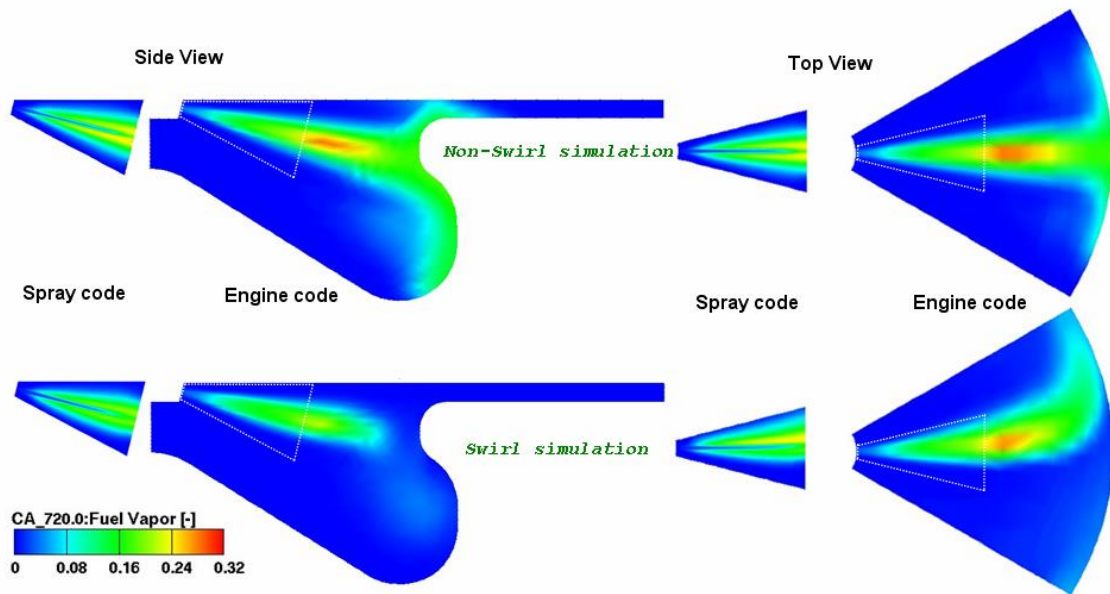 Side View
Top View
Non-Swirl simulation
Spray code
Engine code
Spray code
Engine code
Swirl simulation
CA_720.0:Fuel Vapor [-]
0 0.08 0.16 0.24 0.32